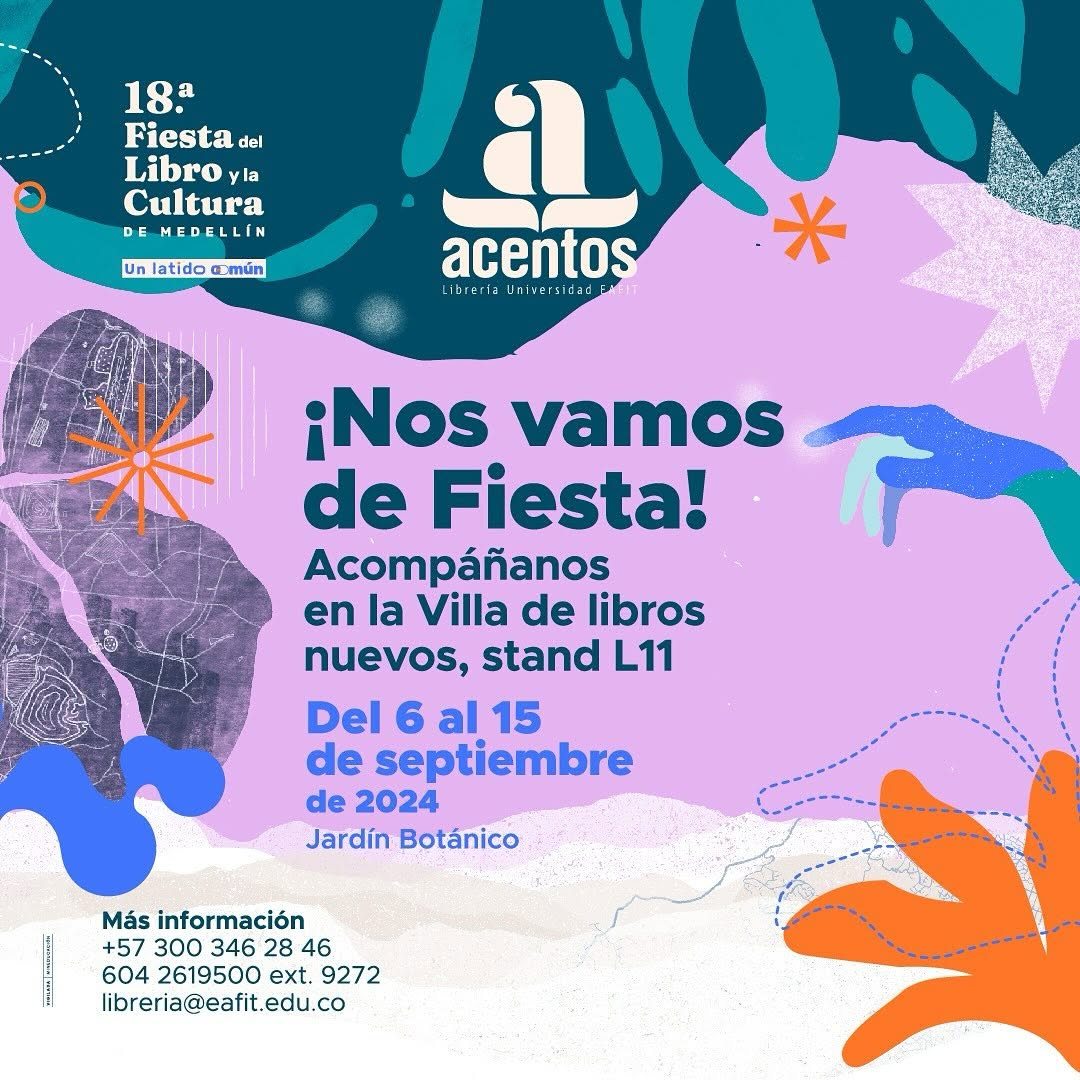 18.ª
Fiesta del
Libro y la
Cultura
DE MEDELLÍN
Un latido común
a
acentos
Librería Universidad EAFIT
¡Nos vamos
de Fiesta!
Acompáñanos
en la Villa de libros
nuevos, stand L11
Del 6 al 15
de septiembre
de 2024
Jardín Botánico
Más información
+57 300 346 28 46
604 2619500 ext. 9272
libreria@eafit.edu.co
VIGILADA MINEDUCACIÓN